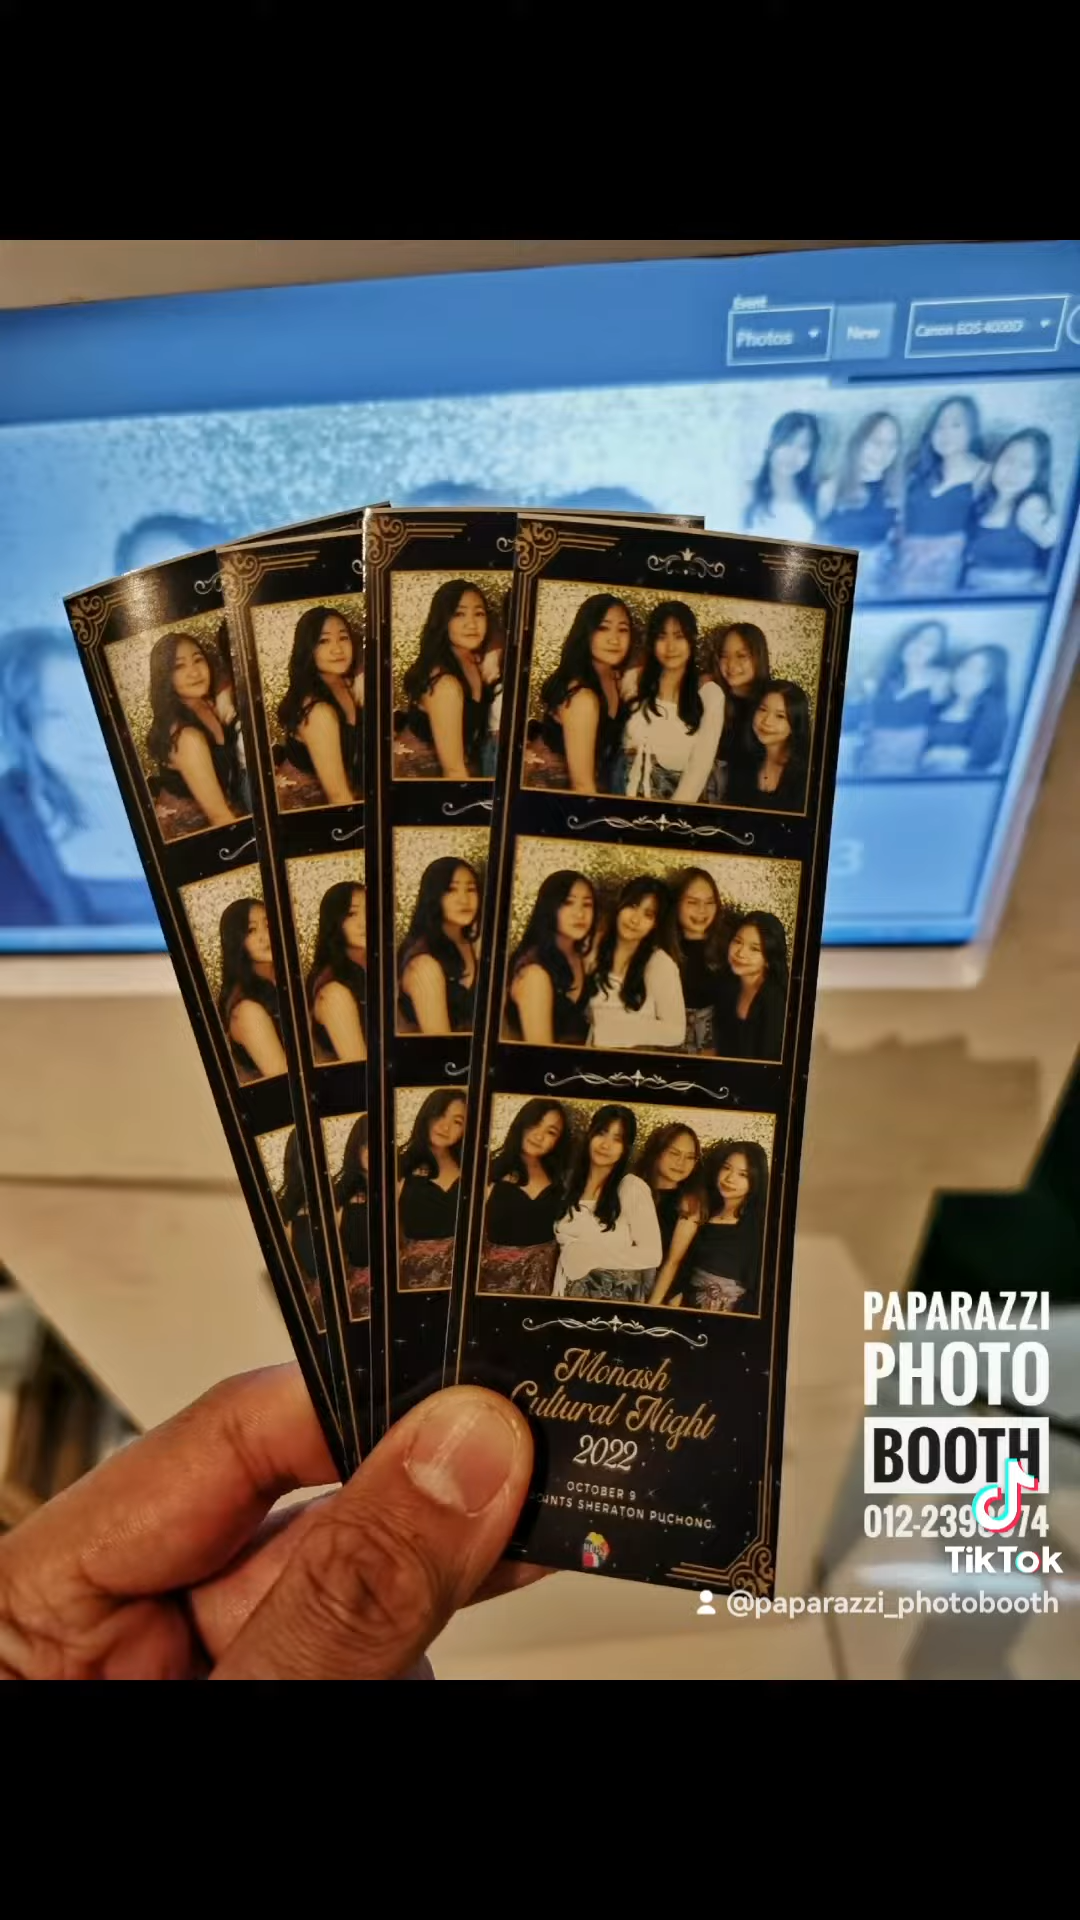 Event
Photos
New
Canon EOS 4000D
3
Monash
Cultural Night
2022
OCTOBER 9
SHERATON PUCHONG
PAPARAZZI
PHOTO
BOOTH
TikTok
@paparazzi_photobooth